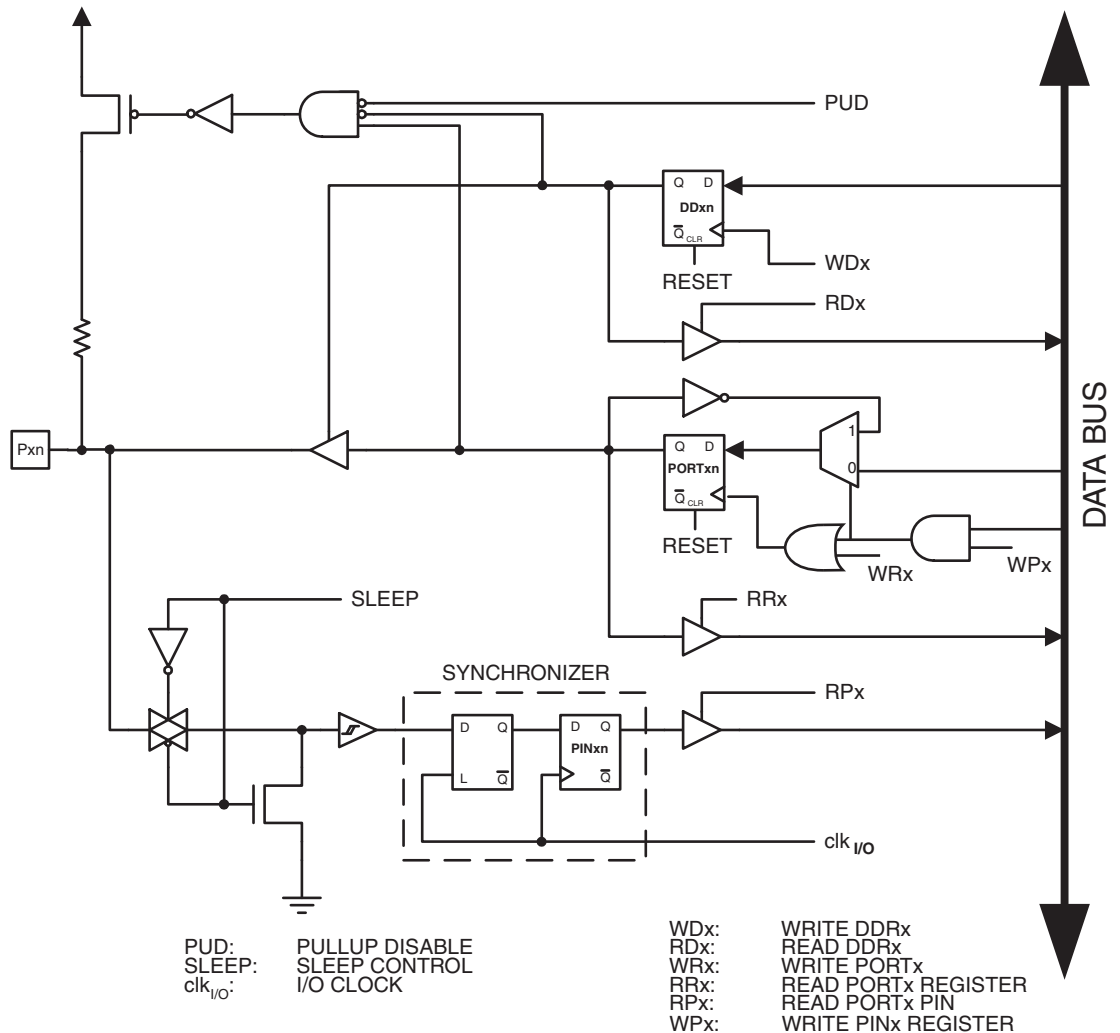 PUD
Q D
DDxn
Q CLR
WDx
RESET
RDx
DATA BUS
1
Pxn
Q D
0
PORTxn
Q CLR
RESET
WRx
WPx
SLEEP
RRx
SYNCHRONIZER
RPx
D Q
D Q
PINxn
L Q
Q
clk I/O
PUD: PULLUP DISABLE
SLEEP: SLEEP CONTROL
clkI/O: I/O CLOCK
WDx: WRITE DDRx
RDx: READ DDRx
WRx: WRITE PORTx
RRx: READ PORTx REGISTER
RPx: READ PORTx PIN
WPx: WRITE PINx REGISTER